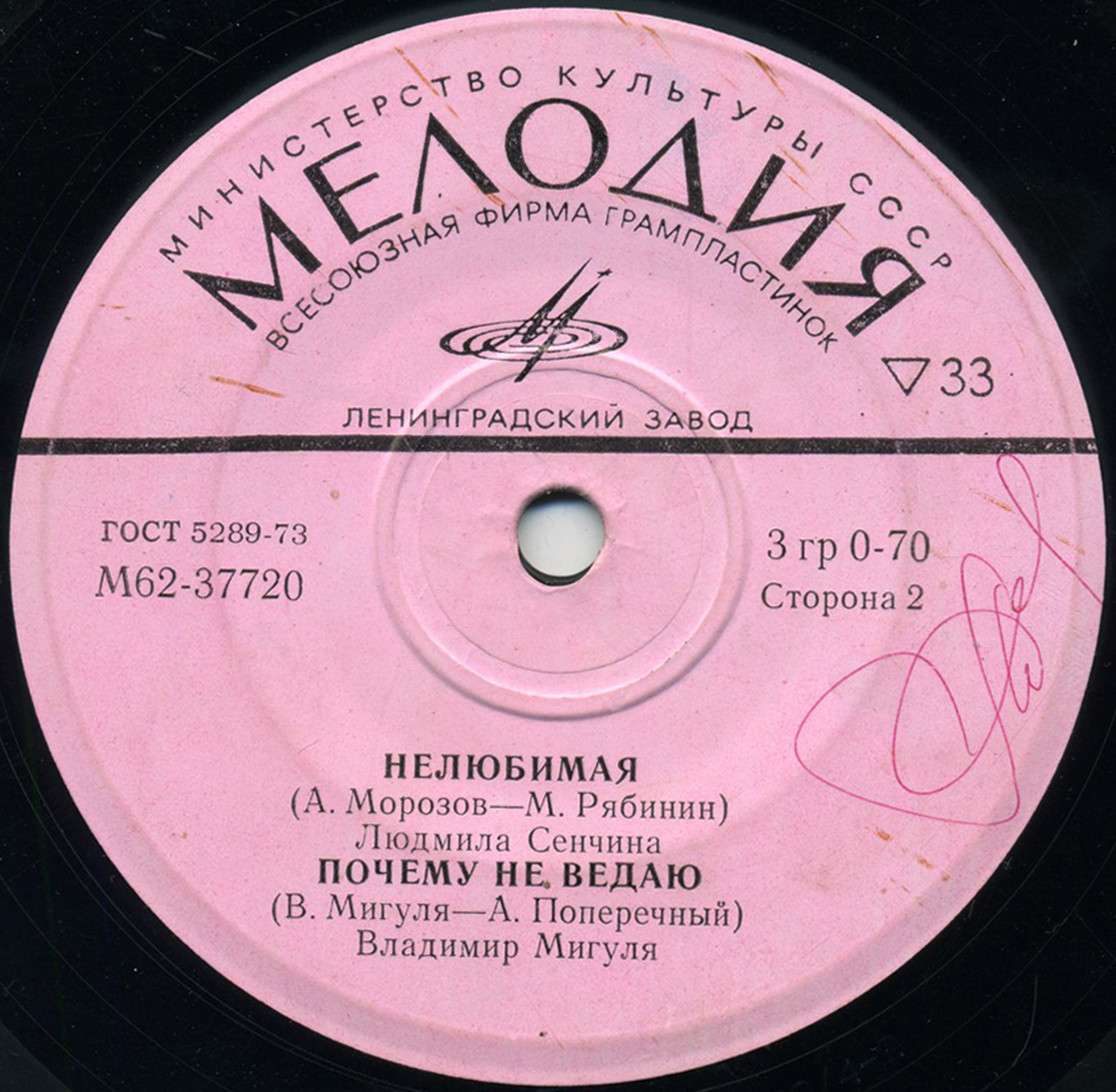 МИНИСТЕРСТВО КУЛЬТУРЫ СССР
МЕЛОДИЯ
ВСЕСОЮЗНАЯ ФИРМА ГРАМПЛАСТИНОК
33
ЛЕНИНГРАДСКИЙ ЗАВОД
ГОСТ 5289-73
М62-37720
3 гр 0-70
Сторона 2
НЕЛЮБИМАЯ
(А. Морозов—М. Рябинин)
Людмила Сенчина
ПОЧЕМУ НЕ ВЕДАЮ
(В. Мигуля—А. Поперечный)
Владимир Мигуля